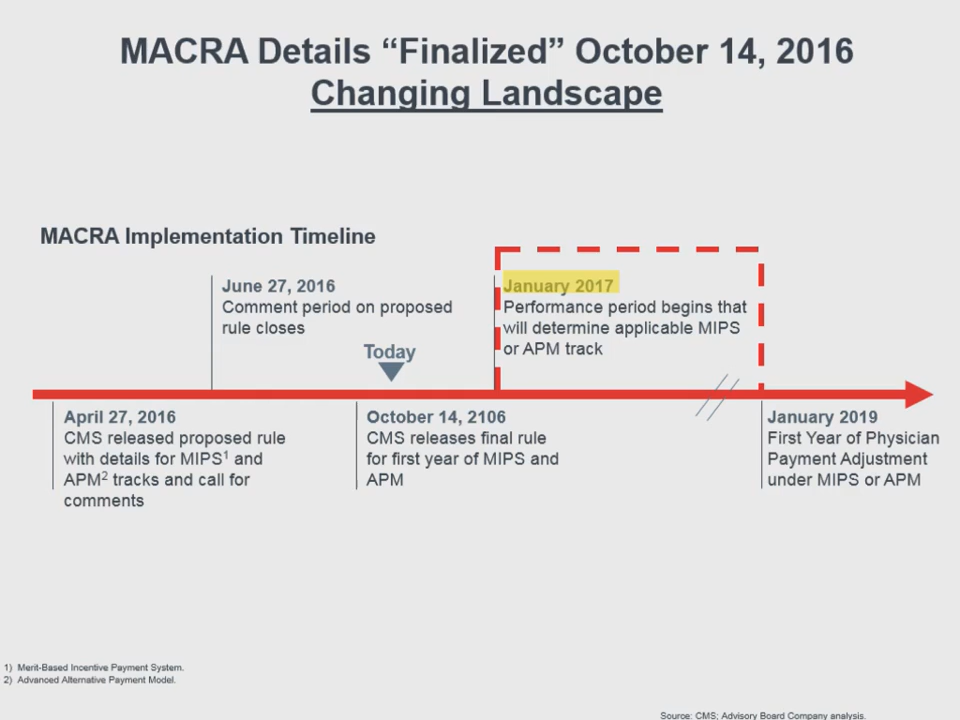 MACRA Details “Finalized” October 14, 2016
Changing Landscape
MACRA Implementation Timeline
June 27, 2016
Comment period on proposed
rule closes
Today
January 2017
Performance period begins that
will determine applicable MIPS
or APM track
April 27, 2016
CMS released proposed rule
with details for MIPS1 and
APM2 tracks and call for
comments
October 14, 2106
CMS releases final rule
for first year of MIPS and
APM
January 2019
First Year of Physician
Payment Adjustment
under MIPS or APM
1) Merit-Based Incentive Payment System.
2) Advanced Alternative Payment Model.
Source: CMS; Advisory Board Company analysis.